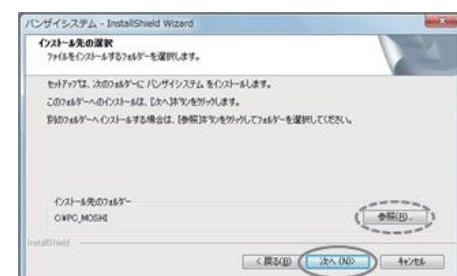 バンザイシステム - InstallShield Wizard
インストール先の選択
ファイルをインストールするフォルダーを選択します。
セットアップは、次のフォルダーに バンザイシステム をインストールします。
このフォルダーへのインストールは、[次へ]ボタンをクリックします。
別のフォルダーへインストールする場合は、[参照]ボタンをクリックしてフォルダーを選択してください。
インストール先のフォルダー
C:¥PC_MOSHI
参照(R)...
InstallShield
< 戻る(B)
次へ (N)>
キャンセル